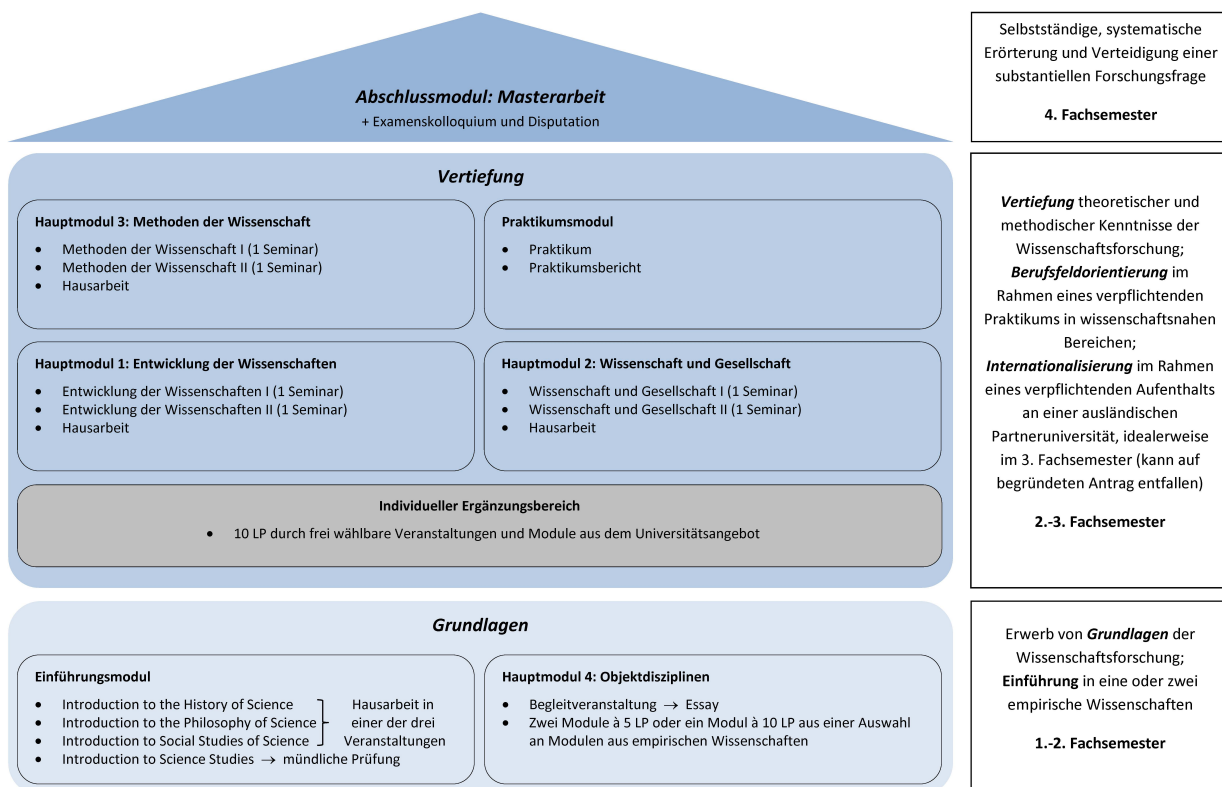 Abschlussmodul: Masterarbeit
+ Examenskolloquium und Disputation
Selbstständige, systematische
Erörterung und Verteidigung einer
substantiellen Forschungsfrage
4. Fachsemester
Vertiefung
Hauptmodul 3: Methoden der Wissenschaft
• Methoden der Wissenschaft I (1 Seminar)
• Methoden der Wissenschaft II (1 Seminar)
• Hausarbeit
Praktikumsmodul
• Praktikum
• Praktikumsbericht
Hauptmodul 1: Entwicklung der Wissenschaften
• Entwicklung der Wissenschaften I (1 Seminar)
• Entwicklung der Wissenschaften II (1 Seminar)
• Hausarbeit
Hauptmodul 2: Wissenschaft und Gesellschaft
• Wissenschaft und Gesellschaft I (1 Seminar)
• Wissenschaft und Gesellschaft II (1 Seminar)
• Hausarbeit
Individueller Ergänzungsbereich
• 10 LP durch frei wählbare Veranstaltungen und Module aus dem Universitätsangebot
Vertiefung theoretischer und
methodischer Kenntnisse der
Wissenschaftsforschung;
Berufsfeldorientierung im
Rahmen eines verpflichtenden
Praktikums in wissenschaftsnahen
Bereichen;
Internationalisierung im Rahmen
eines verpflichtenden Aufenthalts
an einer ausländischen
Partneruniversität, idealerweise
im 3. Fachsemester (kann auf
begründeten Antrag entfallen)
2.-3. Fachsemester
Grundlagen
Einführungsmodul
• Introduction to the History of Science
• Introduction to the Philosophy of Science
• Introduction to Social Studies of Science
Hausarbeit in
einer der drei
Veranstaltungen
• Introduction to Science Studies → mündliche Prüfung
Hauptmodul 4: Objektdisziplinen
• Begleitveranstaltung → Essay
• Zwei Module à 5 LP oder ein Modul à 10 LP aus einer Auswahl
an Modulen aus empirischen Wissenschaften
Erwerb von Grundlagen der
Wissenschaftsforschung;
Einführung in eine oder zwei
empirische Wissenschaften
1.-2. Fachsemester